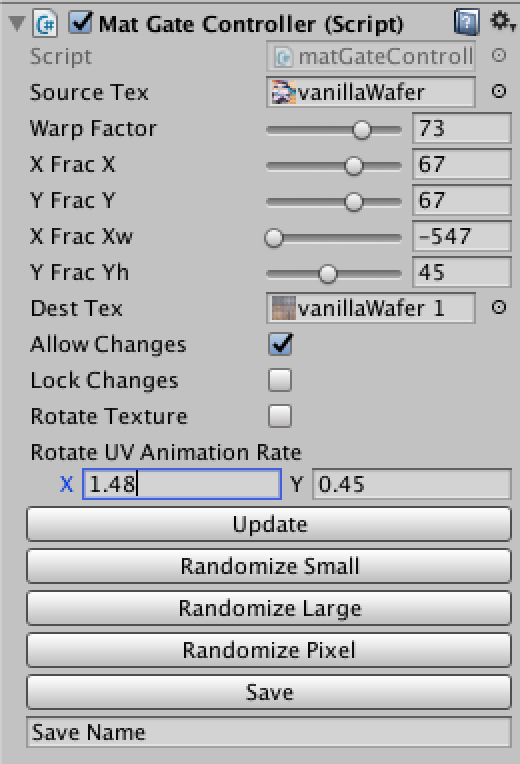 Mat Gate Controller (Script)
Script matGateControll
Source Tex vanillaWafer
Warp Factor 73
X Frac X 67
Y Frac Y 67
X Frac Xw -547
Y Frac Yh 45
Dest Tex vanillaWafer 1
Allow Changes
Lock Changes
Rotate Texture
Rotate UV Animation Rate
X 1.48 Y 0.45
Update
Randomize Small
Randomize Large
Randomize Pixel
Save
Save Name